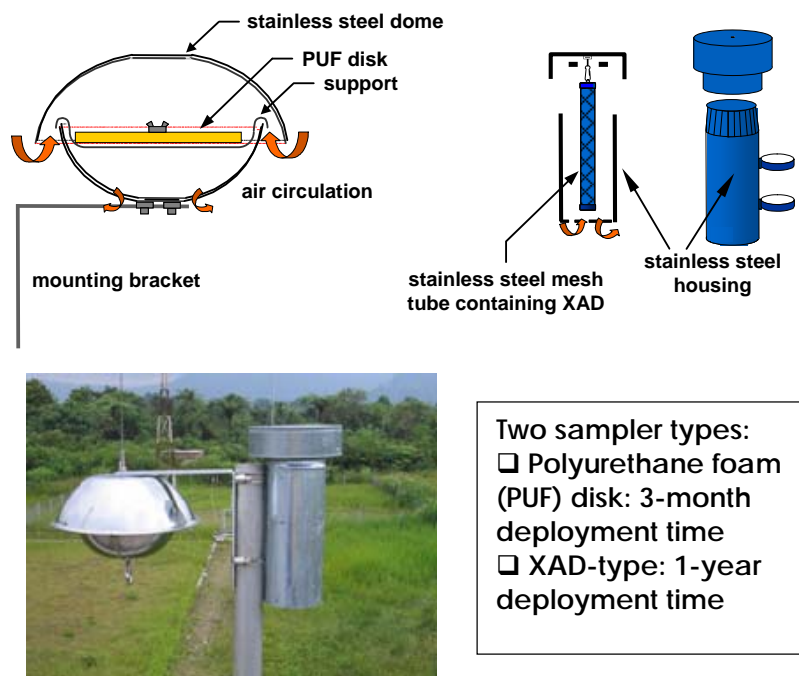 stainless steel dome
PUF disk
support
air circulation
mounting bracket
stainless steel mesh
tube containing XAD
stainless steel
housing
Two sampler types:
❑ Polyurethane foam
(PUF) disk: 3-month
deployment time
❑ XAD-type: 1-year
deployment time